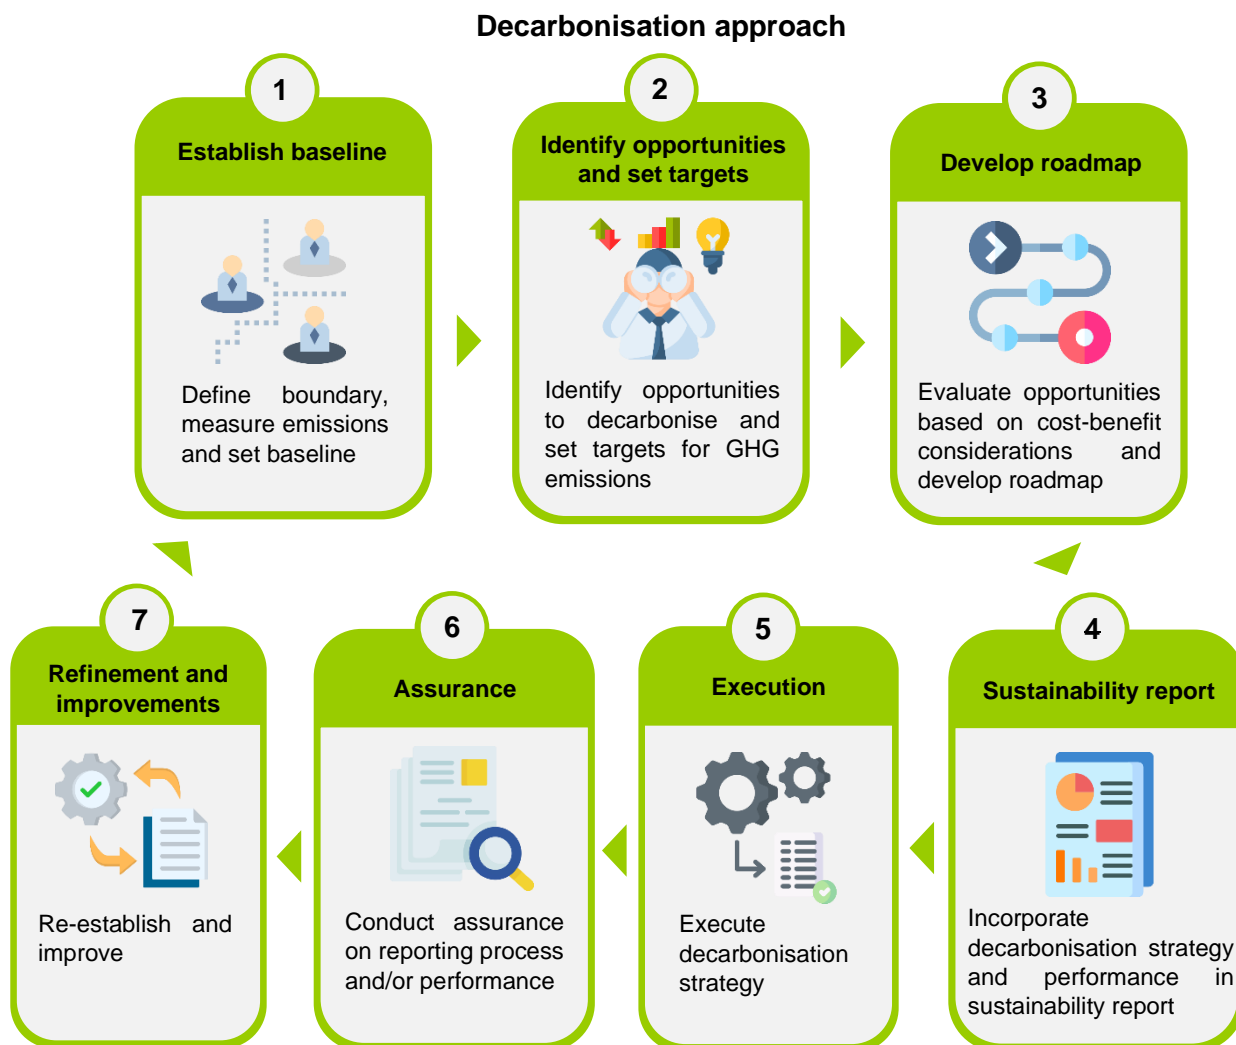 Decarbonisation approach
1
Establish baseline
Define boundary,
measure emissions
and set baseline
2
Identify opportunities
and set targets
Identify opportunities
to decarbonise and
set targets for GHG
emissions
3
Develop roadmap
Evaluate opportunities
based on cost-benefit
considerations and
develop roadmap
4
Sustainability report
Incorporate
decarbonisation strategy
and performance in
sustainability report
5
Execution
Execute
decarbonisation
strategy
6
Assurance
Conduct assurance
on reporting process
and/or performance
7
Refinement and
improvements
Re-establish and
improve